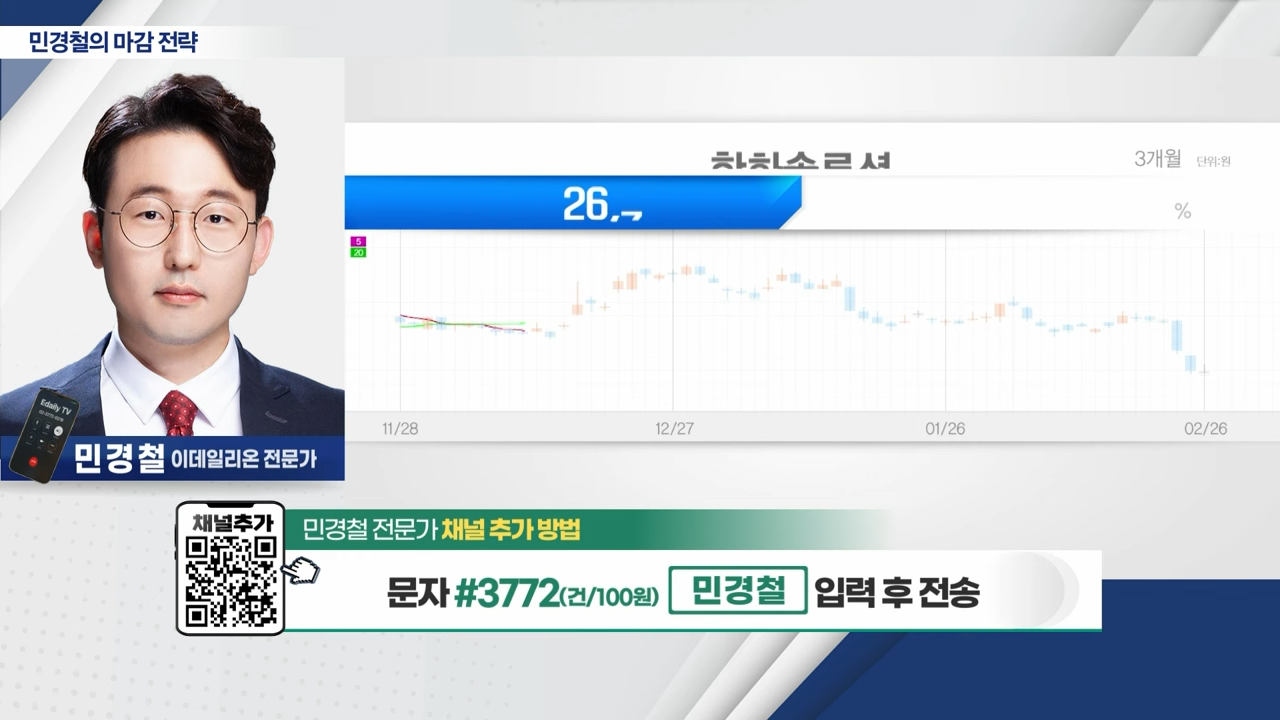 민경철의 마감 전략
3개월 단위:원
26,
%
5
20
11/28 12/27 01/26 02/26
Edaily TV
민경철 이데일리온 전문가
채널추가
민경철 전문가 채널 추가 방법
문자 #3772(건/100원) 민경철 입력 후 전송